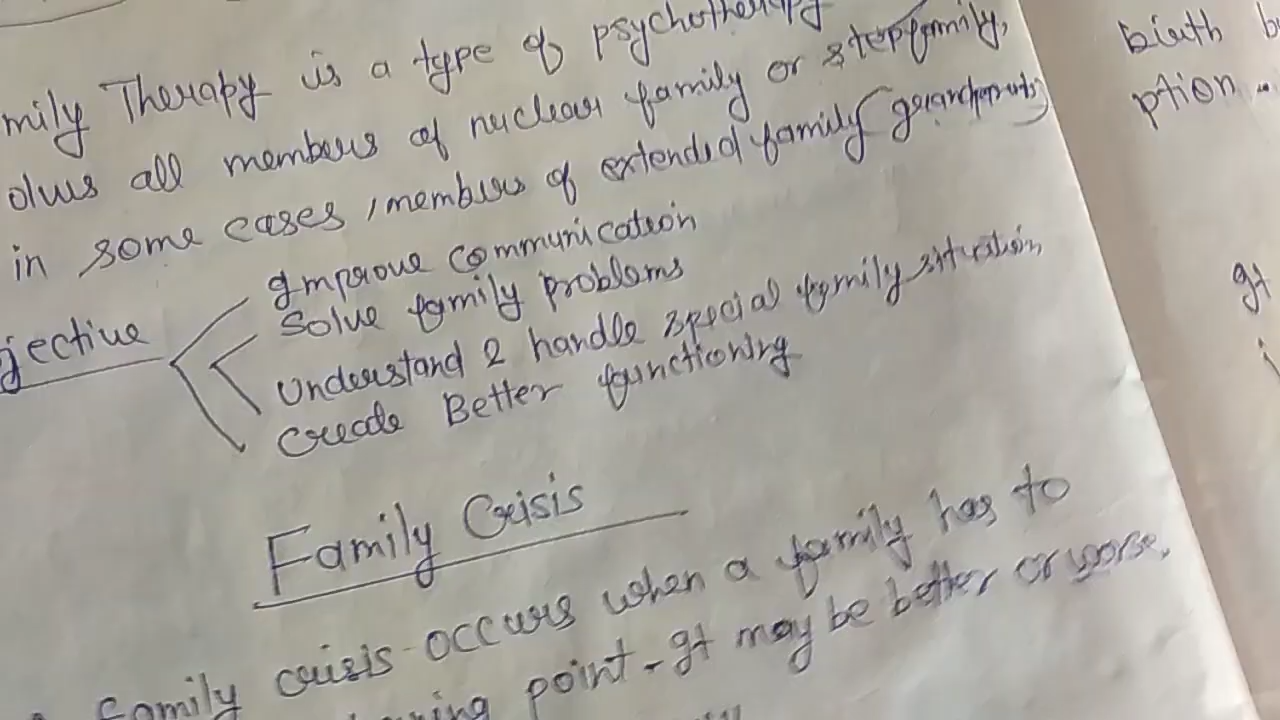 mily Therapy is a type of psychotherapy
olves all members of nuclear family or stepfamily,
in some cases, members of extended family (grandparents)
jective
Improve communication
Solve family problems
Understand & handle special family situation
Create Better functioning
Family Crisis
Family crisis occurs when a family has to
point - It may be better or worse.
birth b
ption ..
It